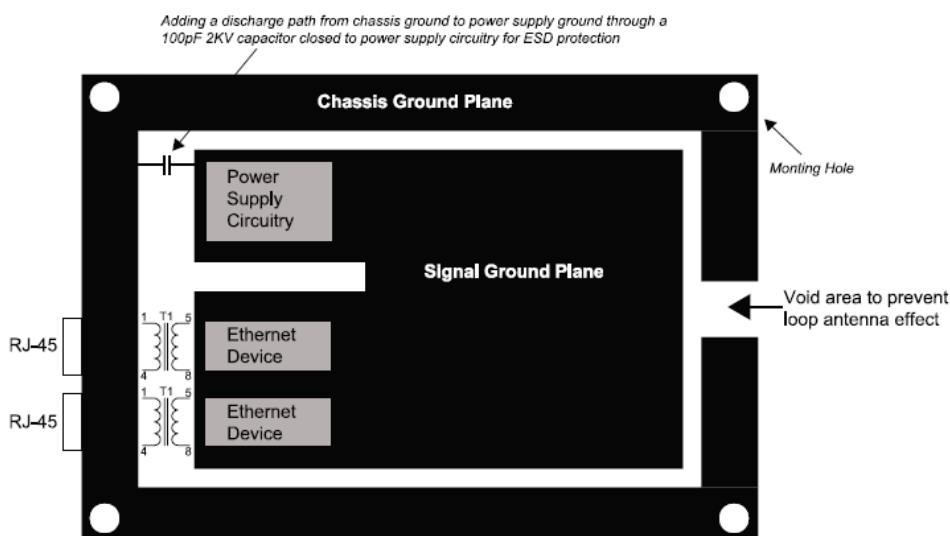 Adding a discharge path from chassis ground to power supply ground through a
100pF 2KV capacitor closed to power supply circuitry for ESD protection
Chassis Ground Plane
Monting Hole
Power
Supply
Circuitry
Signal Ground Plane
Void area to prevent
loop antenna effect
RJ-45
1 T1 5
4 8
Ethernet
Device
RJ-45
1 T1 5
4 8
Ethernet
Device